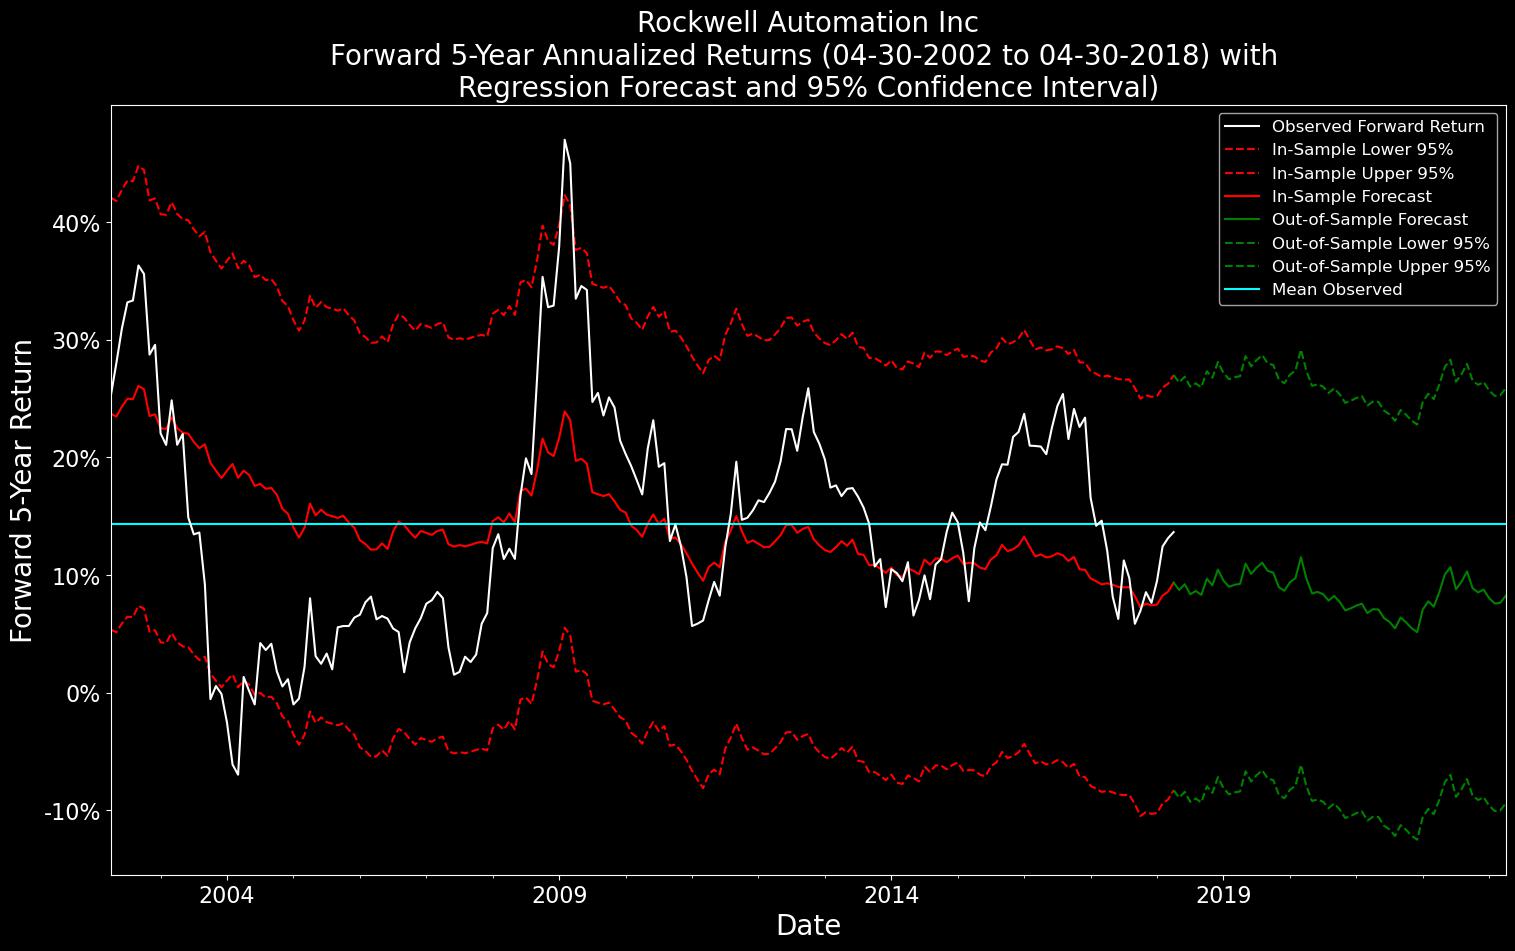 Rockwell Automation Inc
Forward 5-Year Annualized Returns (04-30-2002 to 04-30-2018) with
Regression Forecast and 95% Confidence Interval)
Observed Forward Return
In-Sample Lower 95%
In-Sample Upper 95%
In-Sample Forecast
Out-of-Sample Forecast
Out-of-Sample Lower 95%
Out-of-Sample Upper 95%
Mean Observed
Forward 5-Year Return
40%
30%
20%
10%
0%
-10%
2004
2009
2014
2019
Date